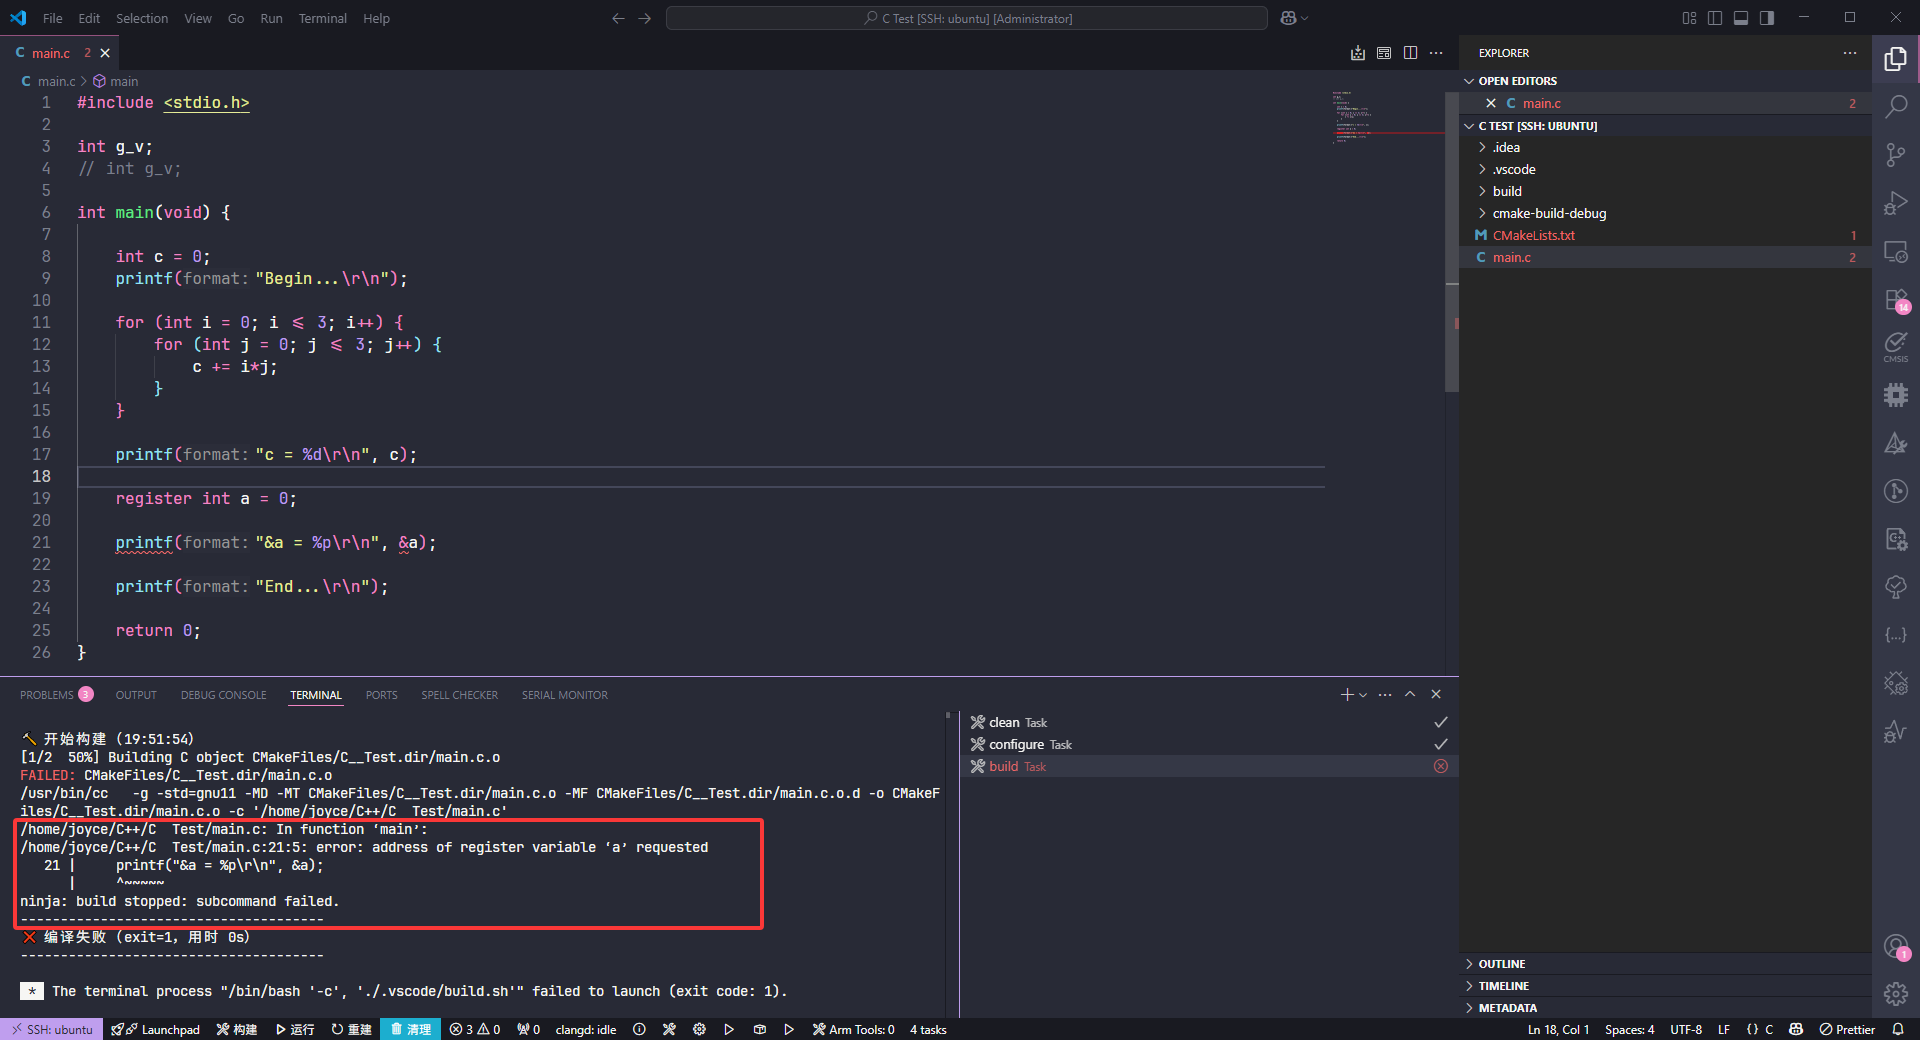 File Edit Selection View Go Run Terminal Help
C Test [SSH: ubuntu] [Administrator]
C main.c 2
C main.c > main
1 #include <stdio.h>
2
3 int g_v;
4 // int g_v;
5
6 int main(void) {
7
8 int c = 0;
9 printf(format: "Begin...\r\n");
10
11 for (int i = 0; i <= 3; i++) {
12 for (int j = 0; j <= 3; j++) {
13 c += i*j;
14 }
15 }
16
17 printf(format: "c = %d\r\n", c);
18
19 register int a = 0;
20
21 printf(format: "&a = %p\r\n", &a);
22
23 printf(format: "End...\r\n");
24
25 return 0;
26 }
EXPLORER
OPEN EDITORS
C main.c 2
C TEST [SSH: UBUNTU]
.idea
.vscode
build
cmake-build-debug
M CMakeLists.txt 1
C main.c 2
OUTLINE
TIMELINE
METADATA
14
CMSIS
1
PROBLEMS 3 OUTPUT DEBUG CONSOLE TERMINAL PORTS SPELL CHECKER SERIAL MONITOR
开始构建 (19:51:54)
[1/2 50%] Building C object CMakeFiles/C__Test.dir/main.c.o
FAILED: CMakeFiles/C__Test.dir/main.c.o
/usr/bin/cc -g -std=gnu11 -MD -MT CMakeFiles/C__Test.dir/main.c.o -MF CMakeFiles/C__Test.dir/main.c.o.d -o CMakeF
iles/C__Test.dir/main.c.o -c '/home/joyce/C++/C  Test/main.c'
/home/joyce/C++/C  Test/main.c: In function ‘main’:
/home/joyce/C++/C  Test/main.c:21:5: error: address of register variable ‘a’ requested
21 | printf("&a = %p\r\n", &a);
| ^~~~~~
ninja: build stopped: subcommand failed.
--------------------------------------
编译失败 (exit=1, 用时 0s)
--------------------------------------
* The terminal process "/bin/bash '-c', './.vscode/build.sh'" failed to launch (exit code: 1).
clean Task
configure Task
build Task
SSH: ubuntu Launchpad 构建 运行 重建 清理 3 0 0 clangd: idle Arm Tools: 0 4 tasks Ln 18, Col 1 Spaces: 4 UTF-8 LF {} C Prettier